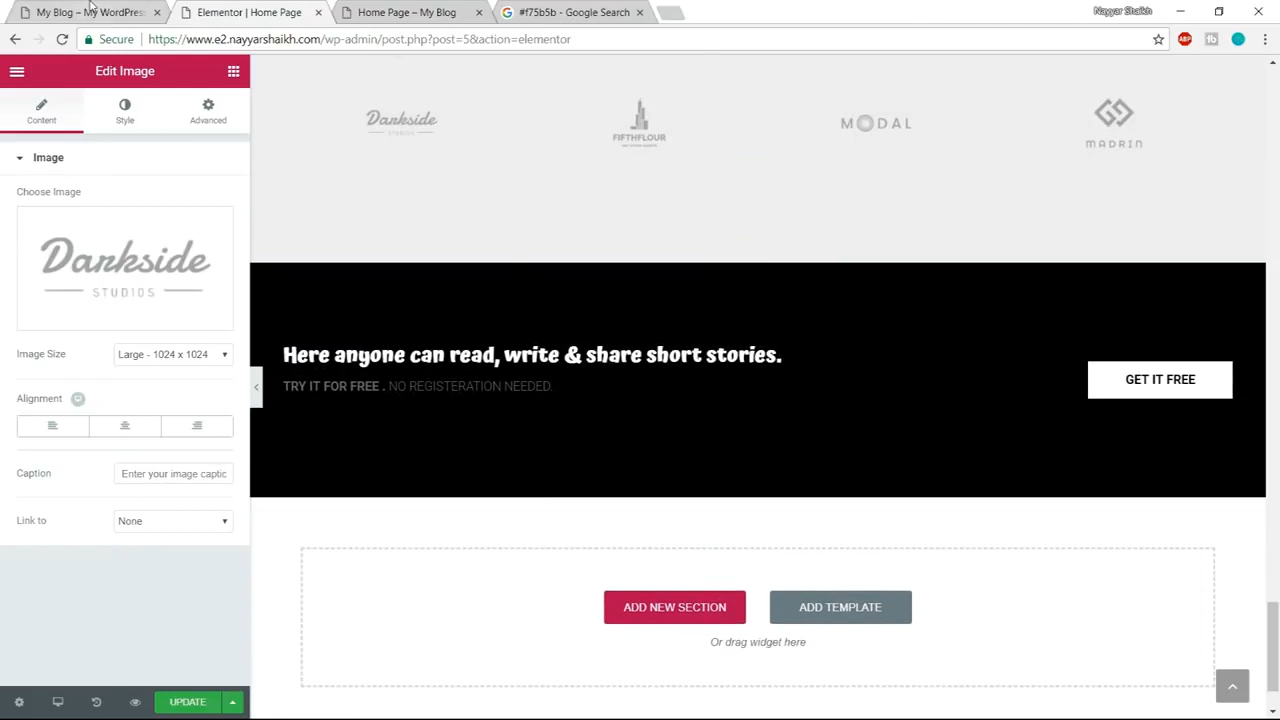 My Blog – My WordPres
Elementor | Home Page
Home Page – My Blog
#f75b5b - Google Search
Nayyar Shaikh
Secure
https://www.e2.nayyarshaikh.com/wp-admin/post.php?post=5&action=elementor
ABP
Edit Image
Content
Style
Advanced
Image
Choose Image
Darkside
STUDIOS
Image Size
Large - 1024 x 1024
Alignment
Caption
Enter your image captic
Link to
None
UPDATE
Darkside
STUDIOS
FIFTHFLOUR
MODAL
MADRIN
Here anyone can read, write & share short stories.
TRY IT FOR FREE . NO REGISTERATION NEEDED.
GET IT FREE
ADD NEW SECTION
ADD TEMPLATE
Or drag widget here